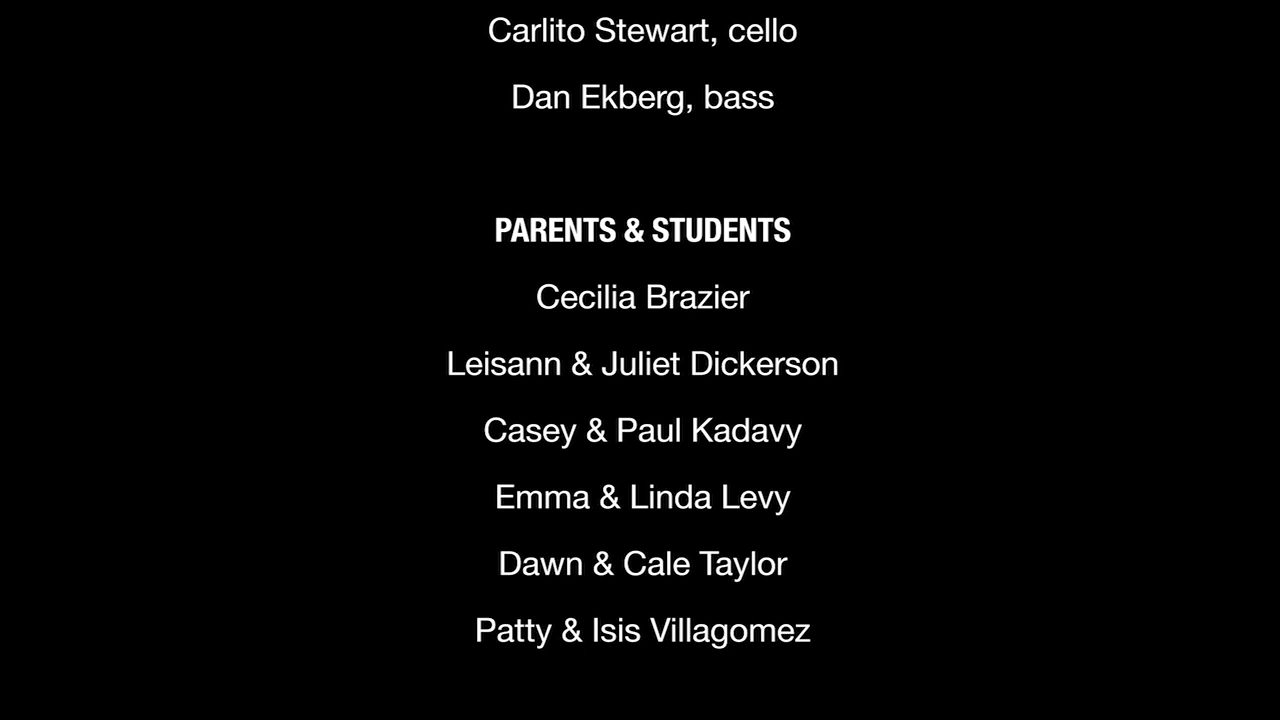 Carlito Stewart, cello
Dan Ekberg, bass
PARENTS & STUDENTS
Cecilia Brazier
Leisann & Juliet Dickerson
Casey & Paul Kadavy
Emma & Linda Levy
Dawn & Cale Taylor
Patty & Isis Villagomez